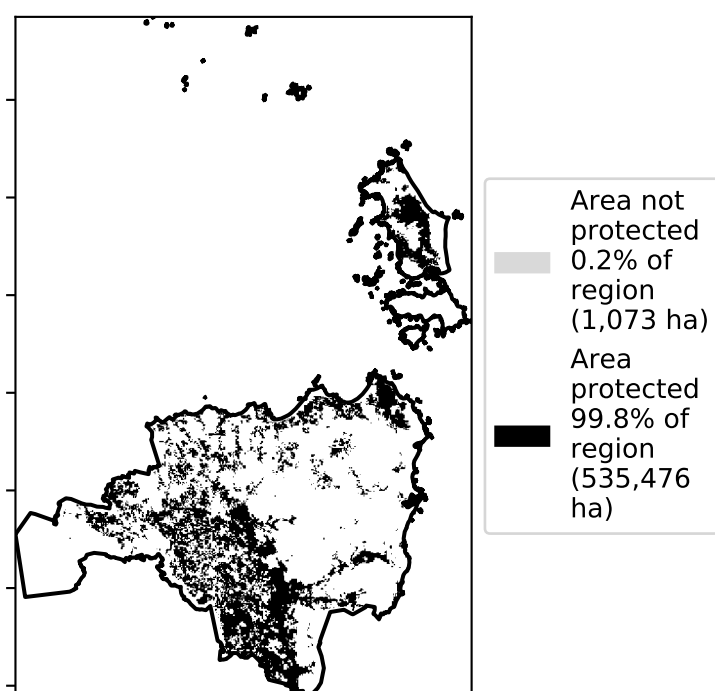 Area not
protected
0.2% of
region
(1,073 ha)
Area
protected
99.8% of
region
(535,476
ha)